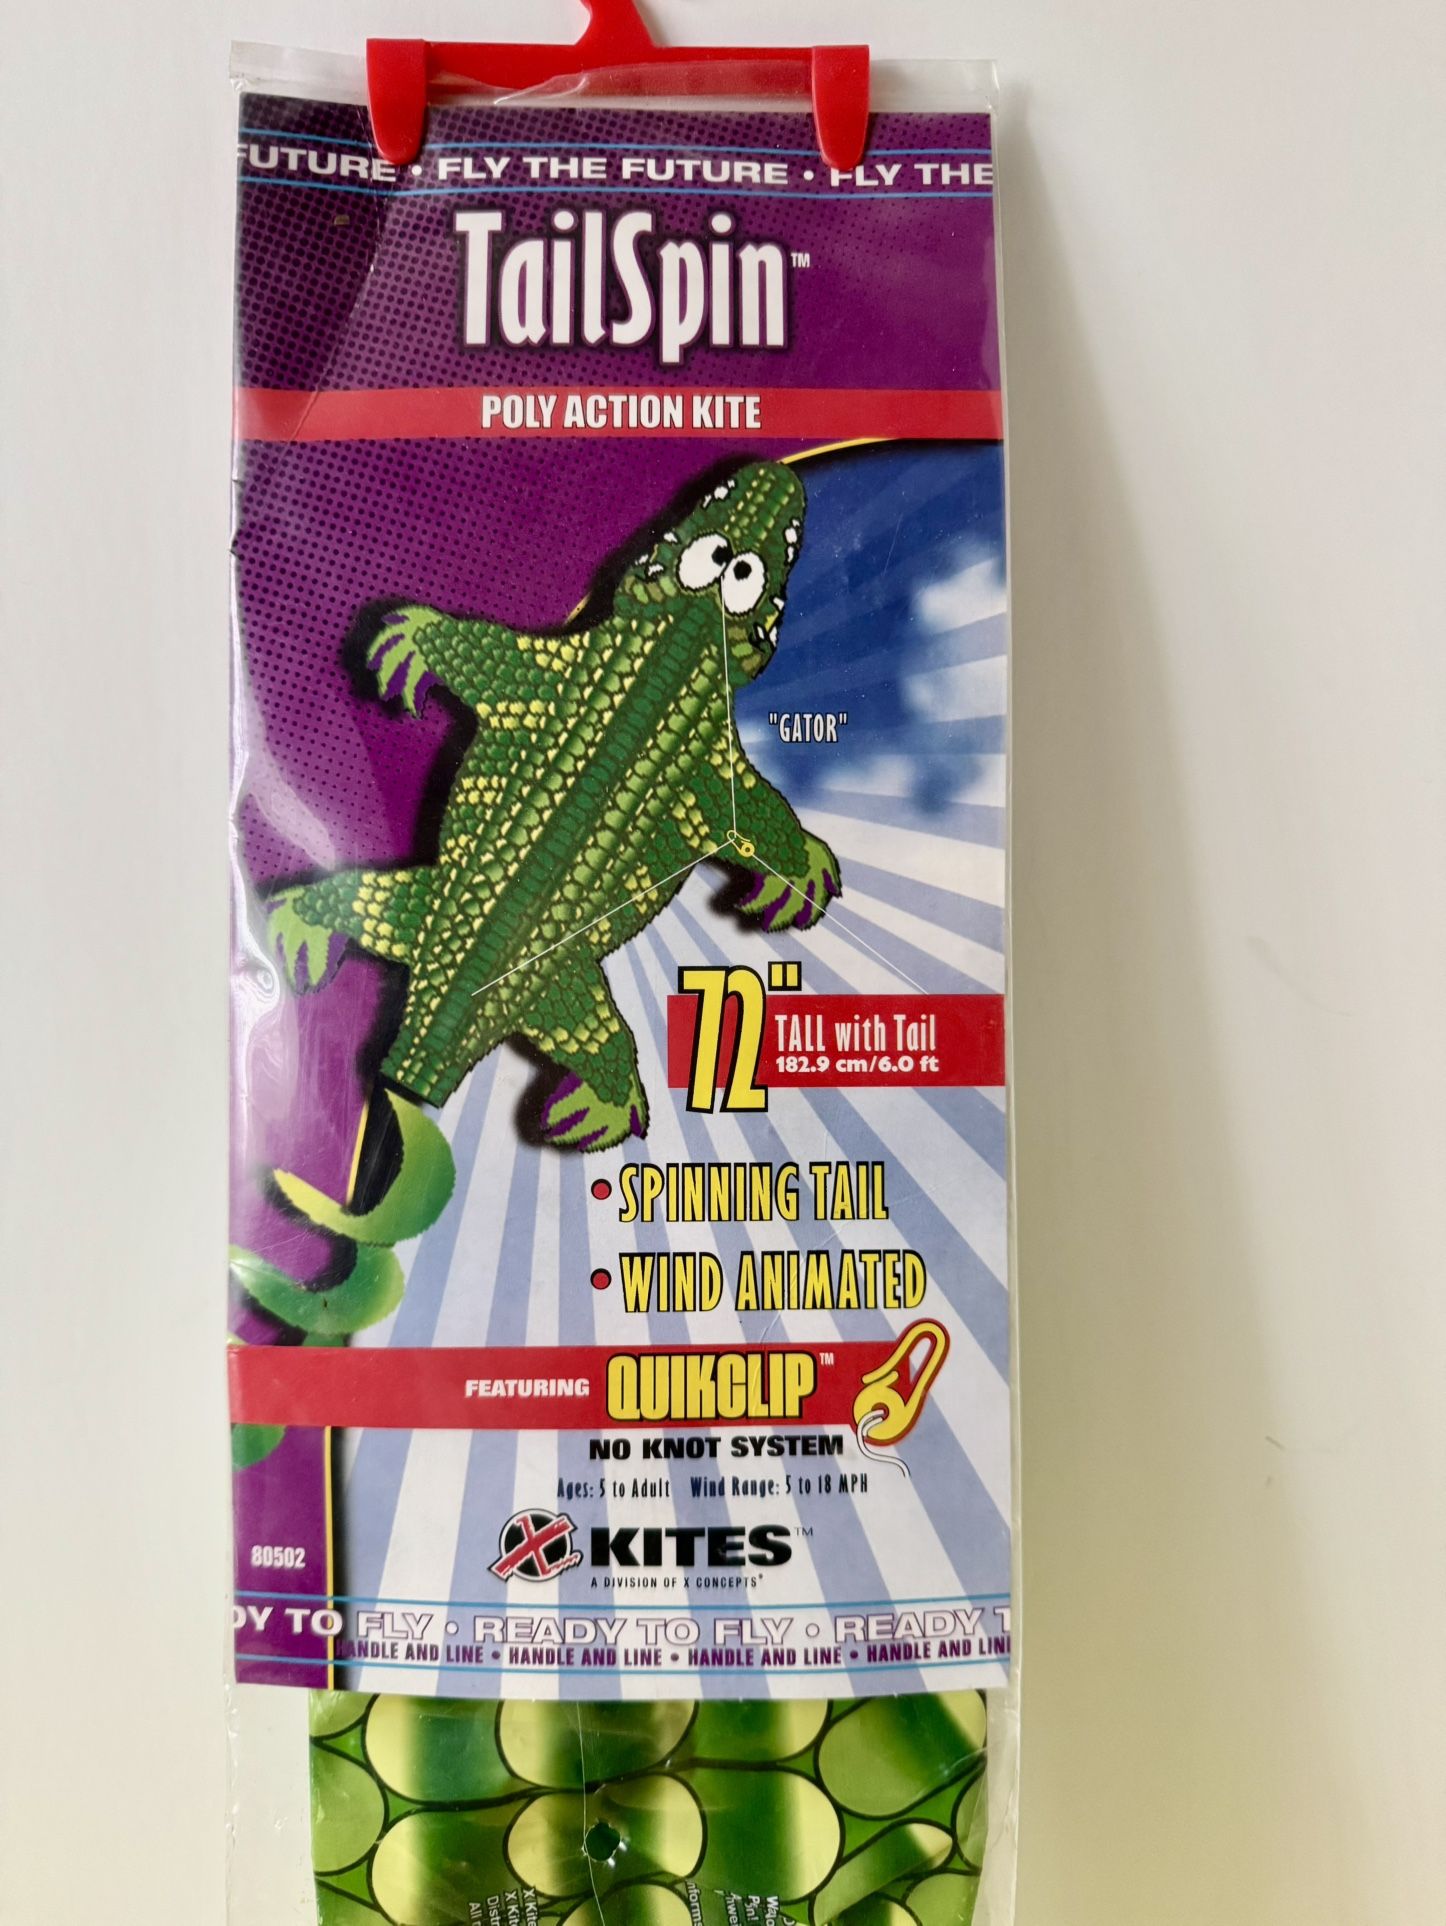 FUTURE • FLY THE FUTURE • FLY THE
TailSpin™
POLY ACTION KITE
"GATOR"
72"
TALL with Tail
182.9 cm/6.0 ft
• SPINNING TAIL
• WIND ANIMATED
FEATURING QUIKCLIP™
NO KNOT SYSTEM
Ages: 5 to Adult Wind Range: 5 to 18 MPH
X KITES™
A DIVISION OF X CONCEPTS®
80502
DY TO FLY • READY TO FLY • READY T
HANDLE AND LINE • HANDLE AND LINE • HANDLE AND LINE • HANDLE AND LIN